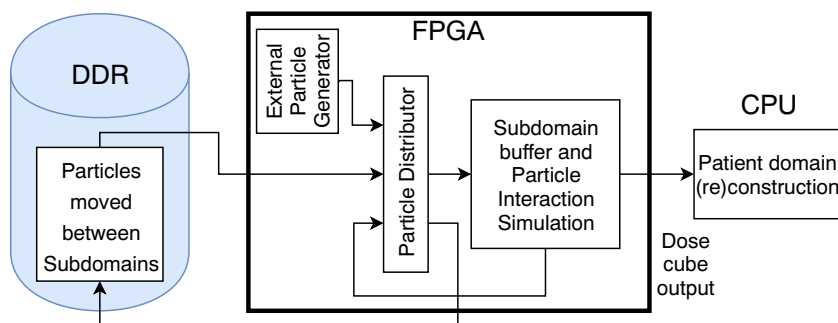 DDR
Particles
moved
between
Subdomains
FPGA
External
Particle
Generator
Particle Distributor
Subdomain
buffer and
Particle
Interaction
Simulation
CPU
Patient domain
(re)construction
Dose
cube
output